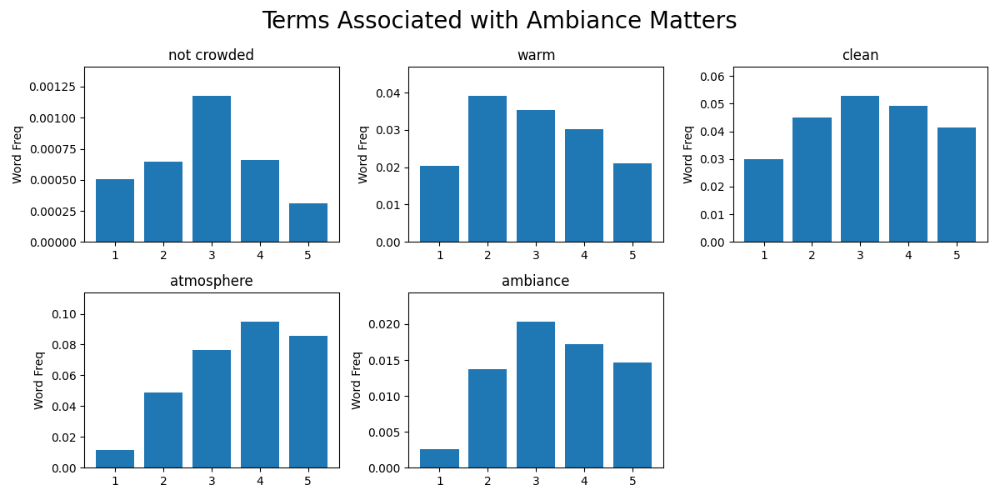 Terms Associated with Ambiance Matters
not crowded
Word Freq
0.00125
0.00100
0.00075
0.00050
0.00025
0.00000
1 2 3 4 5
warm
Word Freq
0.04
0.03
0.02
0.01
0.00
1 2 3 4 5
clean
Word Freq
0.06
0.05
0.04
0.03
0.02
0.01
0.00
1 2 3 4 5
atmosphere
Word Freq
0.10
0.08
0.06
0.04
0.02
0.00
1 2 3 4 5
ambiance
Word Freq
0.020
0.015
0.010
0.005
0.000
1 2 3 4 5